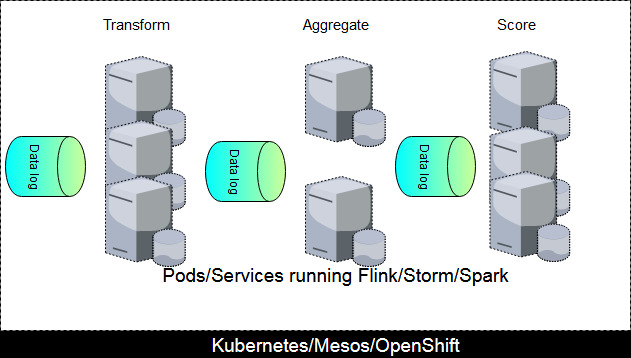 Transform
Aggregate
Score
Data log
Data log
Data log
Pods/Services running Flink/Storm/Spark
Kubernetes/Mesos/OpenShift